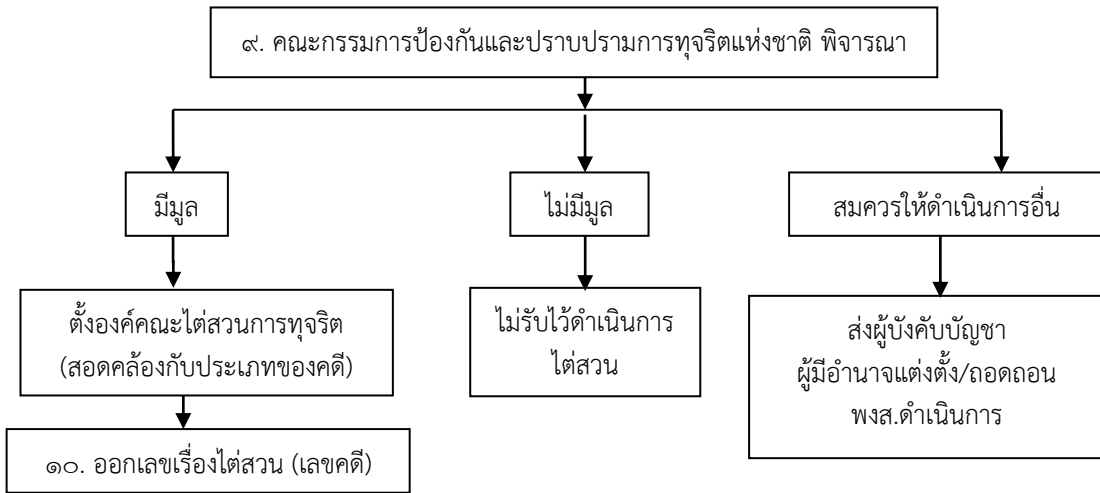 ๙. คณะกรรมการป้องกันและปราบปรามการทุจริตแห่งชาติ พิจารณา
มีมูล
ไม่มีมูล
สมควรให้ดำเนินการอื่น
ตั้งองค์คณะไต่สวนการทุจริต
(สอดคล้องกับประเภทของคดี)
ไม่รับไว้ดำเนินการ
ไต่สวน
ส่งผู้บังคับบัญชา
ผู้มีอำนาจแต่งตั้ง/ถอดถอน
พงส.ดำเนินการ
๑๐. ออกเลขเรื่องไต่สวน (เลขคดี)